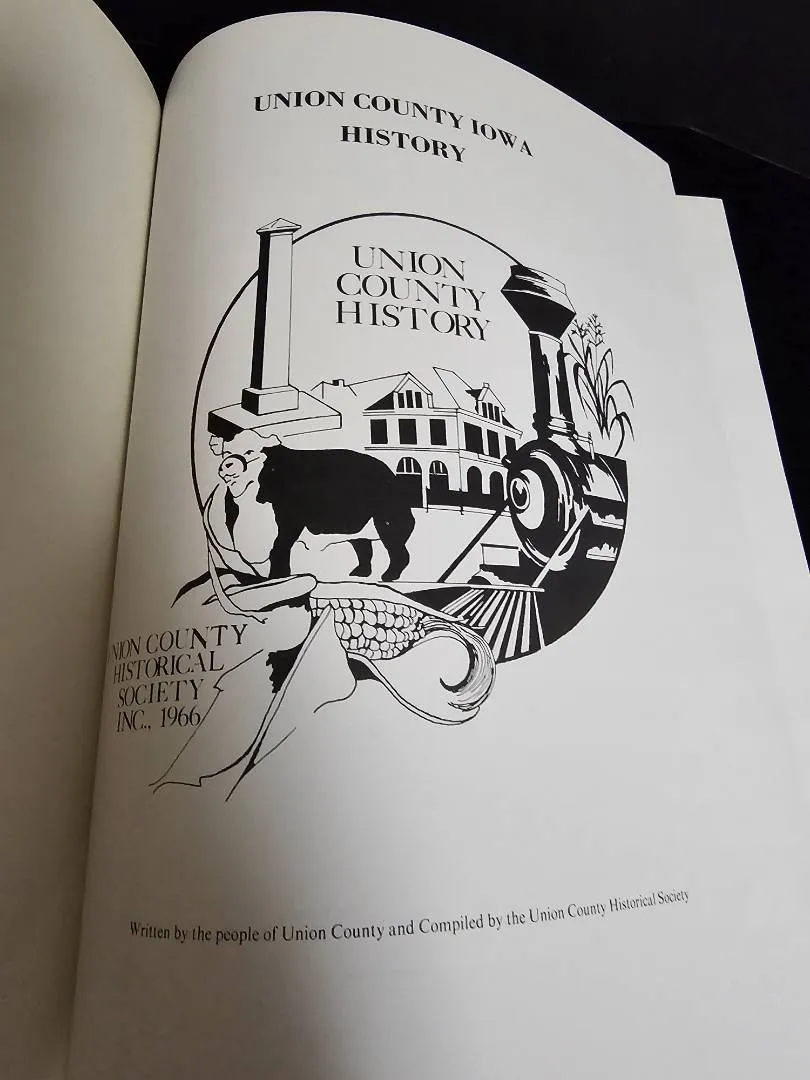 UNION COUNTY IOWA
HISTORY
UNION
COUNTY
HISTORY
UNION COUNTY
HISTORICAL
SOCIETY
INC., 1966
Written by the people of Union County and Compiled by the Union County Historical Society